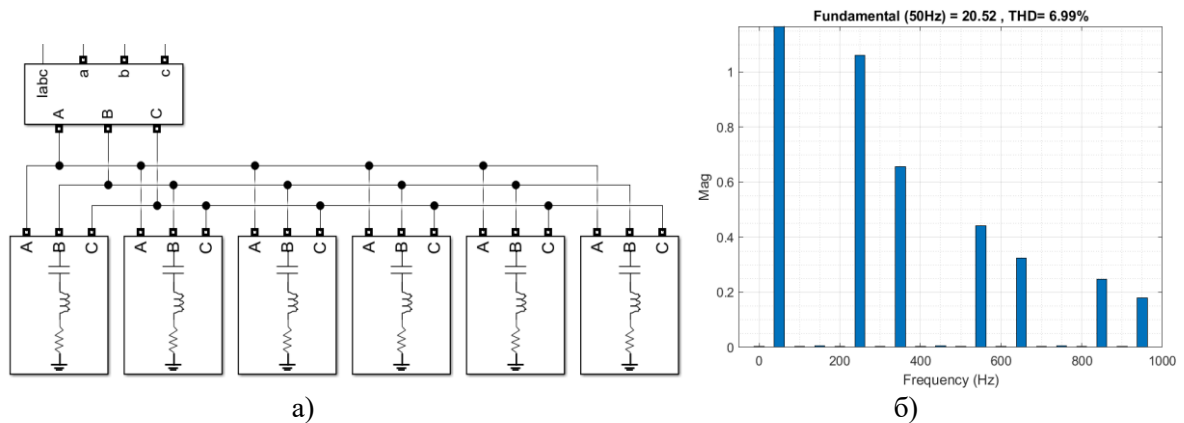 Iabc
a
b
c
A
B
C
A
B
C
A
B
C
A
B
C
A
B
C
A
B
C
A
B
C
а)
Fundamental (50Hz) = 20.52 , THD= 6.99%
Mag
1
0.8
0.6
0.4
0.2
0
0
200
400
600
800
1000
Frequency (Hz)
б)